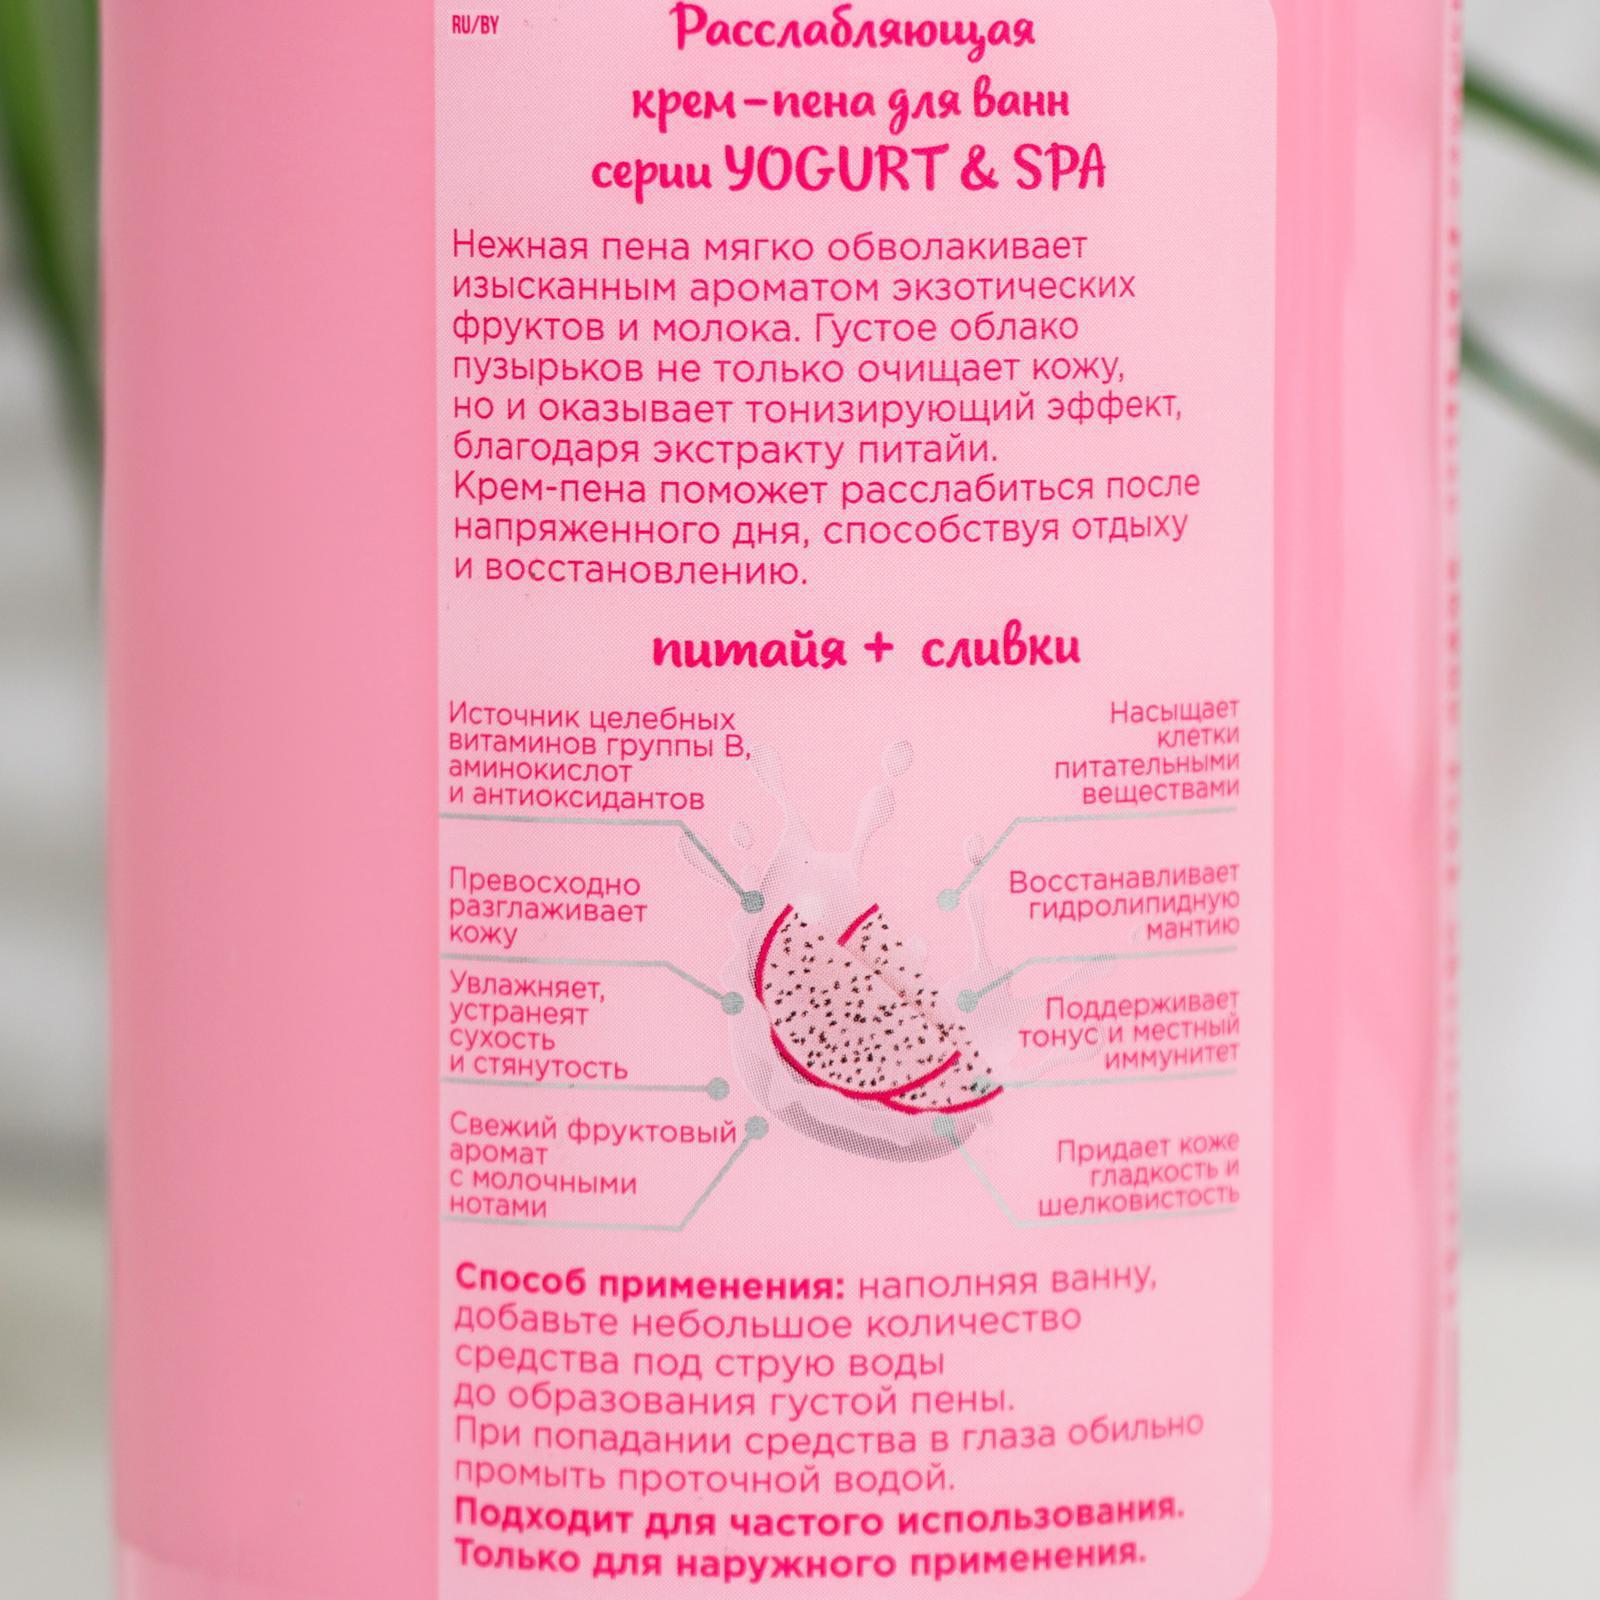 RU/BY
Расслабляющая
крем-пена для ванн
серии YOGURT & SPA
Нежная пена мягко обволакивает
изысканным ароматом экзотических
фруктов и молока. Густое облако
пузырьков не только очищает кожу,
но и оказывает тонизирующий эффект,
благодаря экстракту питайи.
Крем-пена поможет расслабиться после
напряженного дня, способствуя отдыху
и восстановлению.
питайя + сливки
Источник целебных
витаминов группы В,
аминокислот
и антиоксидантов
Превосходно
разглаживает
кожу
Увлажняет,
устранеят
сухость
и стянутость
Свежий фруктовый
аромат
с молочными
нотами
Насыщает
клетки
питательными
веществами
Восстанавливает
гидролипидную
мантию
Поддерживает
тонус и местный
иммунитет
Придает коже
гладкость и
шелковистость
Способ применения: наполняя ванну,
добавьте небольшое количество
средства под струю воды
до образования густой пены.
При попадании средства в глаза обильно
промыть проточной водой.
Подходит для частого использования.
Только для наружного применения.